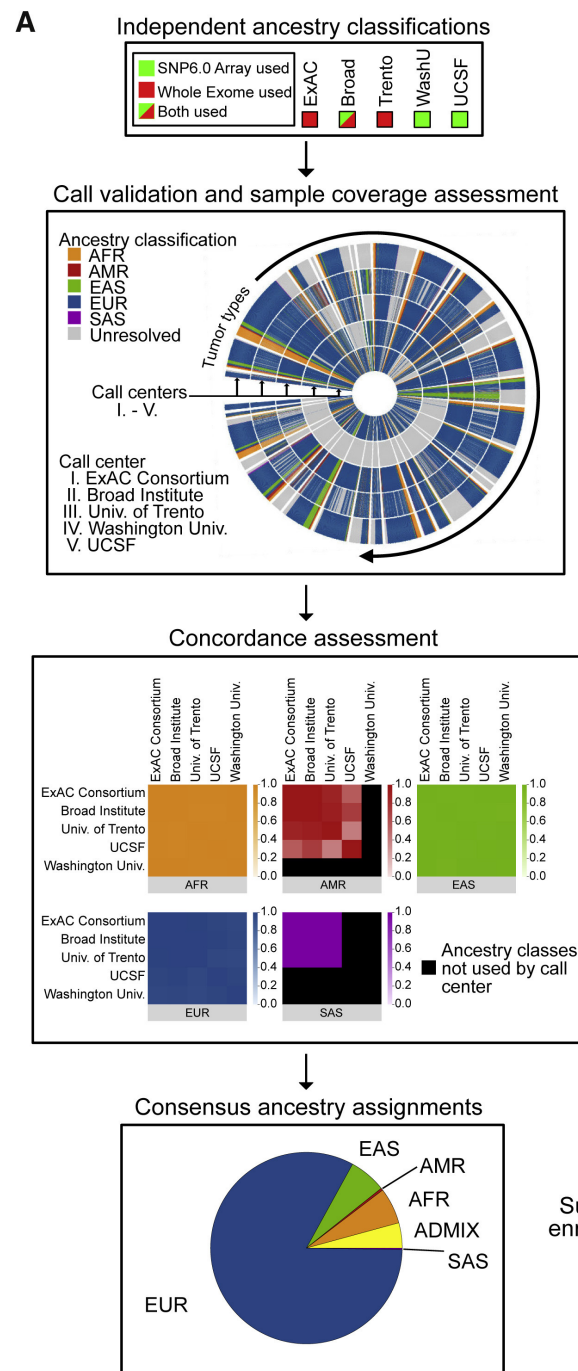 A
Independent ancestry classifications
SNP6.0 Array used
Whole Exome used
Both used
ExAC
Broad
Trento
WashU
UCSF
Call validation and sample coverage assessment
Ancestry classification
AFR
AMR
EAS
EUR
SAS
Unresolved
Tumor types
Call centers
I. - V.
Call center
I. ExAC Consortium
II. Broad Institute
III. Univ. of Trento
IV. Washington Univ.
V. UCSF
Concordance assessment
ExAC Consortium
Broad Institute
Univ. of Trento
UCSF
Washington Univ.
ExAC Consortium
Broad Institute
Univ. of Trento
UCSF
Washington Univ.
ExAC Consortium
Broad Institute
Univ. of Trento
UCSF
Washington Univ.
ExAC Consortium
Broad Institute
Univ. of Trento
UCSF
Washington Univ.
1.0
0.8
0.6
0.4
0.2
0.0
1.0
0.8
0.6
0.4
0.2
0.0
1.0
0.8
0.6
0.4
0.2
0.0
AFR
AMR
EAS
ExAC Consortium
Broad Institute
Univ. of Trento
UCSF
Washington Univ.
1.0
0.8
0.6
0.4
0.2
0.0
1.0
0.8
0.6
0.4
0.2
0.0
EUR
SAS
Ancestry classes
not used by call
center
Consensus ancestry assignments
EAS
AMR
AFR
ADMIX
SAS
EUR
Su
enr